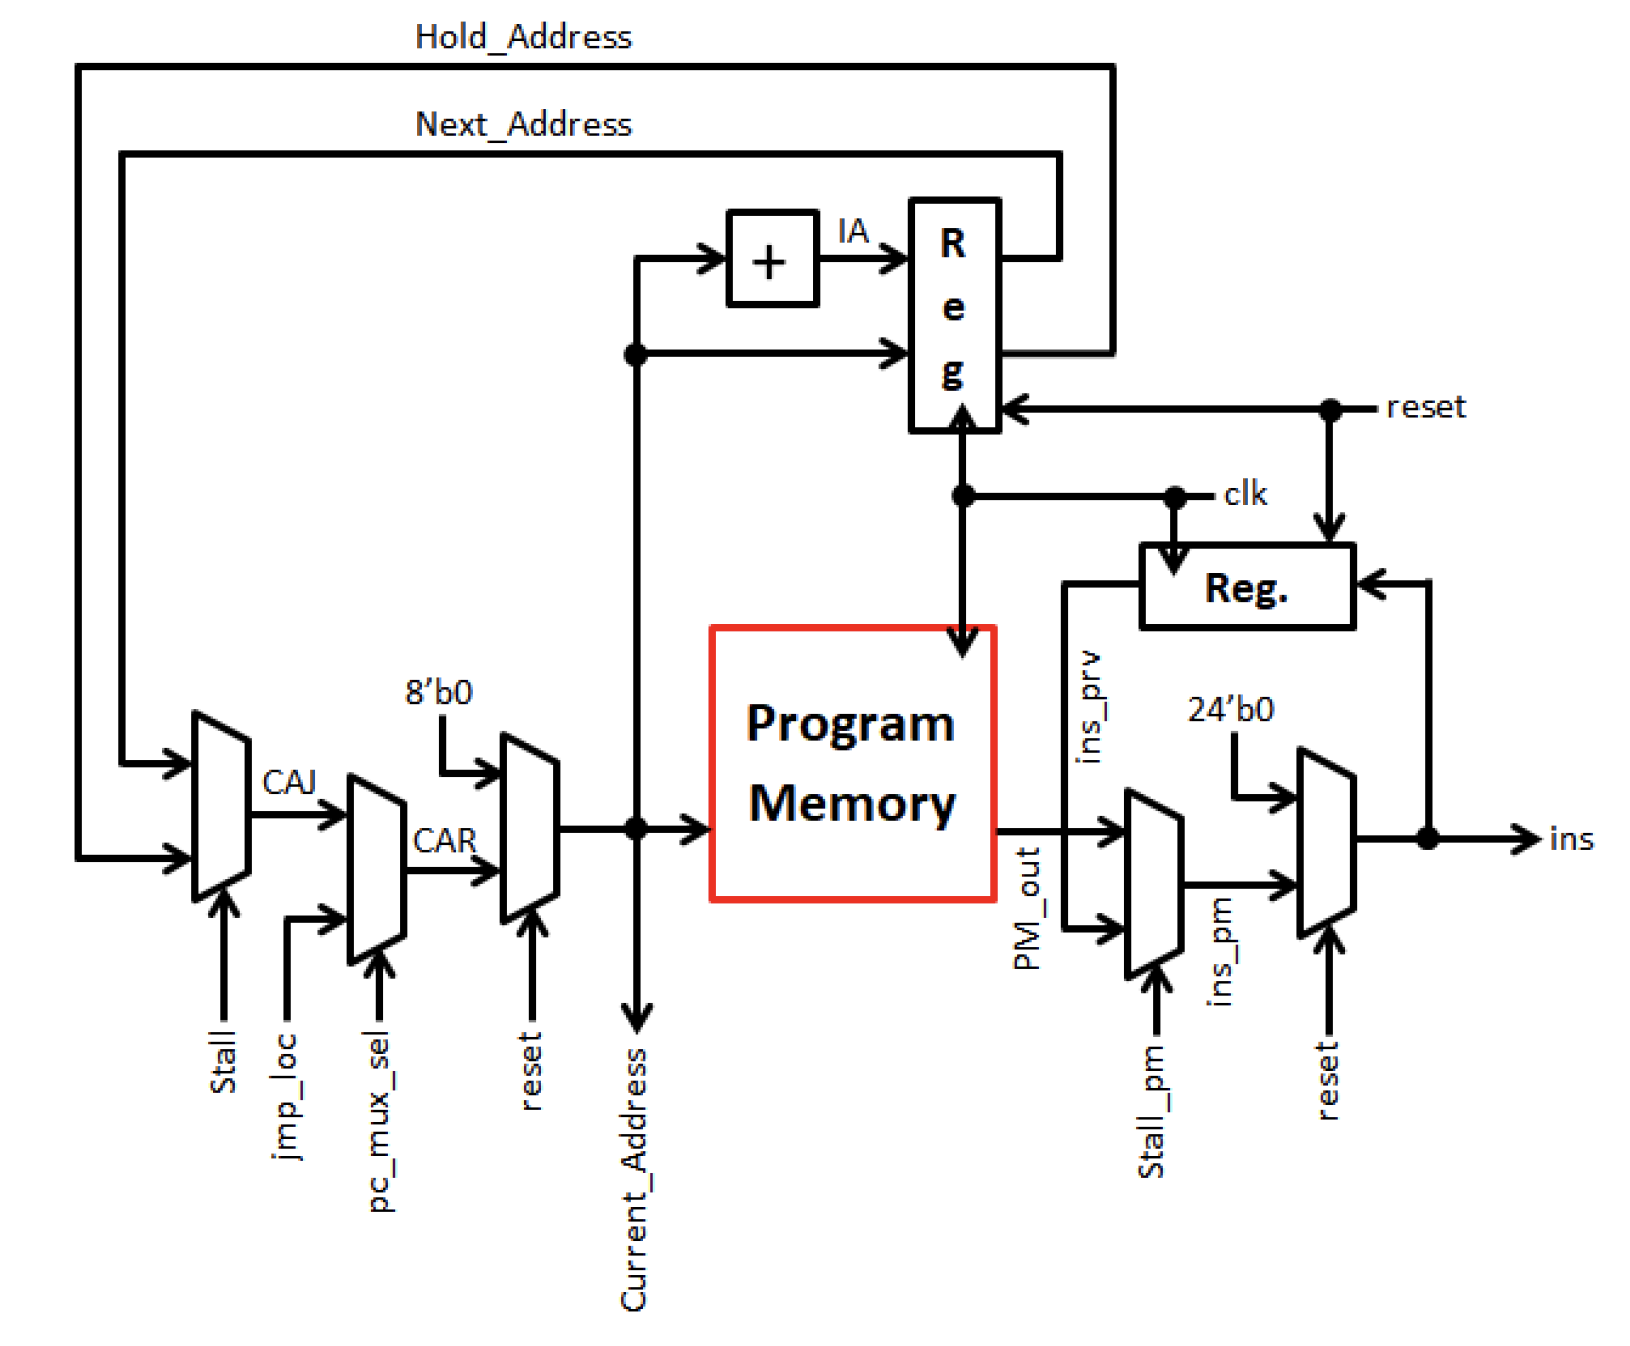 Hold_Address
Next_Address
IA
+
R
e
g
reset
clk
Reg.
8’b0
ins_prv
24’b0
Program
Memory
CAJ
CAR
PM_out
ins_pm
ins
Stall
jmp_loc
pc_mux_sel
reset
Current_Address
Stall_pm
reset